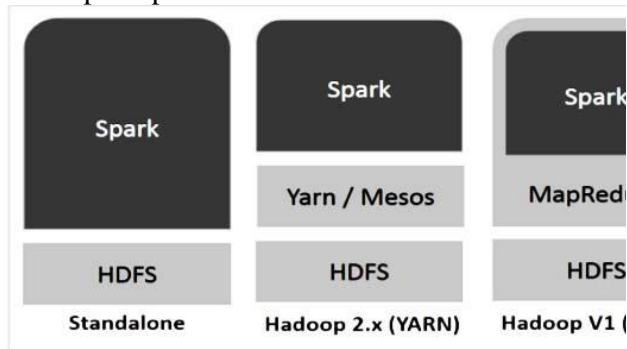 Spark
HDFS
Standalone
Spark
Yarn / Mesos
HDFS
Hadoop 2.x (YARN)
Spark
HDFS
Hadoop V1